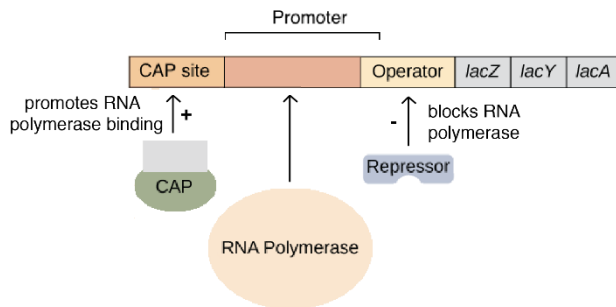 Promoter
CAP site
Operator
lacZ
lacY
lacA
promotes RNA
polymerase binding
+
-
blocks RNA
polymerase
CAP
Repressor
RNA Polymerase